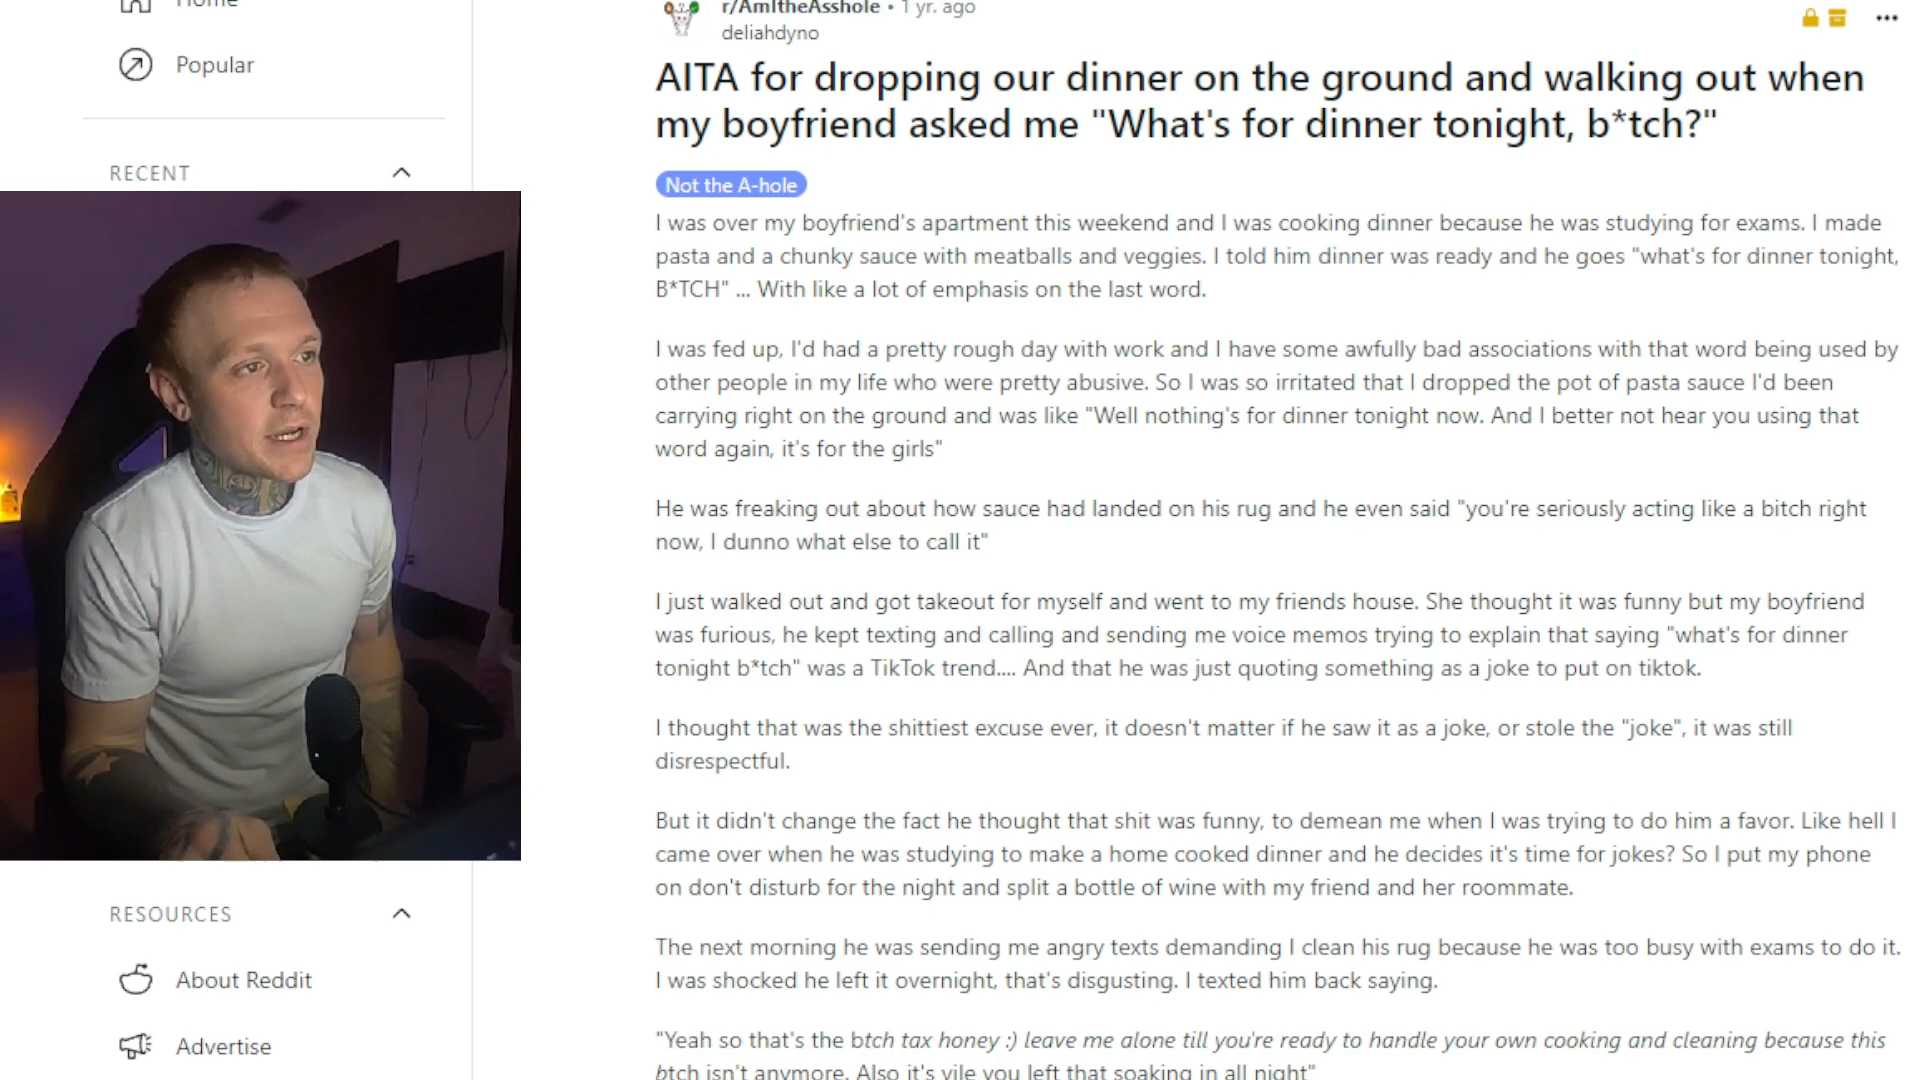 Home
Popular
RECENT
RESOURCES
About Reddit
Advertise
r/AmItheAsshole • 1 yr. ago
deliahdyno
AITA for dropping our dinner on the ground and walking out when
my boyfriend asked me "What's for dinner tonight, b*tch?"
Not the A-hole
I was over my boyfriend's apartment this weekend and I was cooking dinner because he was studying for exams. I made
pasta and a chunky sauce with meatballs and veggies. I told him dinner was ready and he goes "what's for dinner tonight,
B*TCH" ... With like a lot of emphasis on the last word.
I was fed up, I'd had a pretty rough day with work and I have some awfully bad associations with that word being used by
other people in my life who were pretty abusive. So I was so irritated that I dropped the pot of pasta sauce I'd been
carrying right on the ground and was like "Well nothing's for dinner tonight now. And I better not hear you using that
word again, it's for the girls"
He was freaking out about how sauce had landed on his rug and he even said "you're seriously acting like a bitch right
now, I dunno what else to call it"
I just walked out and got takeout for myself and went to my friends house. She thought it was funny but my boyfriend
was furious, he kept texting and calling and sending me voice memos trying to explain that saying "what's for dinner
tonight b*tch" was a TikTok trend.... And that he was just quoting something as a joke to put on tiktok.
I thought that was the shittiest excuse ever, it doesn't matter if he saw it as a joke, or stole the "joke", it was still
disrespectful.
But it didn't change the fact he thought that shit was funny, to demean me when I was trying to do him a favor. Like hell I
came over when he was studying to make a home cooked dinner and he decides it's time for jokes? So I put my phone
on don't disturb for the night and split a bottle of wine with my friend and her roommate.
The next morning he was sending me angry texts demanding I clean his rug because he was too busy with exams to do it.
I was shocked he left it overnight, that's disgusting. I texted him back saying.
"Yeah so that's the btch tax honey :) leave me alone till you're ready to handle your own cooking and cleaning because this
btch isn't anymore. Also it's vile you left that soaking in all night"